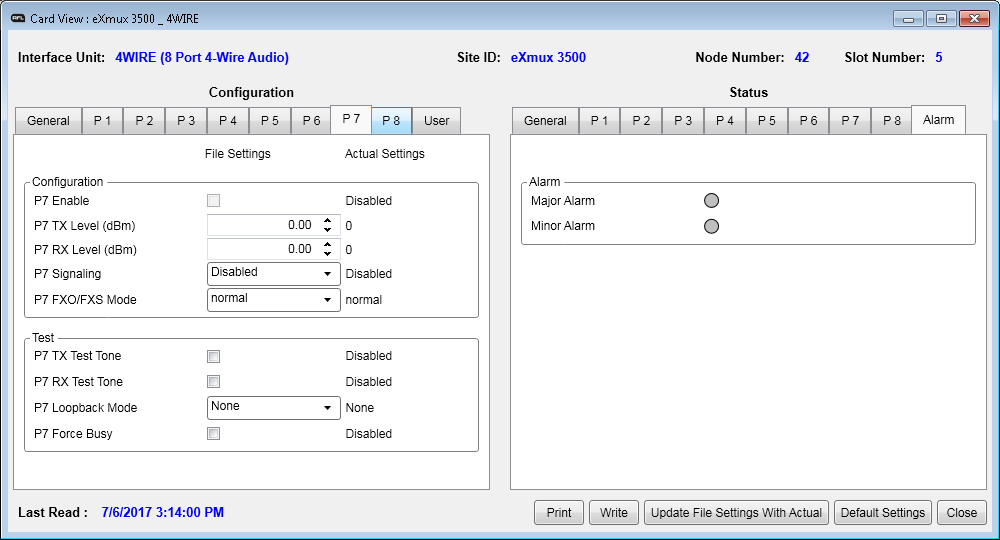 AFL Card View : eXmux 3500 _ 4WIRE
Interface Unit: 4WIRE (8 Port 4-Wire Audio) Site ID: eXmux 3500 Node Number: 42 Slot Number: 5
Configuration
General P 1 P 2 P 3 P 4 P 5 P 6 P 7 P 8 User
File Settings Actual Settings
Configuration
P7 Enable Disabled
P7 TX Level (dBm) 0.00 0
P7 RX Level (dBm) 0.00 0
P7 Signaling Disabled Disabled
P7 FXO/FXS Mode normal normal
Test
P7 TX Test Tone Disabled
P7 RX Test Tone Disabled
P7 Loopback Mode None None
P7 Force Busy Disabled
Status
General P 1 P 2 P 3 P 4 P 5 P 6 P 7 P 8 Alarm
Alarm
Major Alarm
Minor Alarm
Last Read : 7/6/2017 3:14:00 PM
Print Write Update File Settings With Actual Default Settings Close